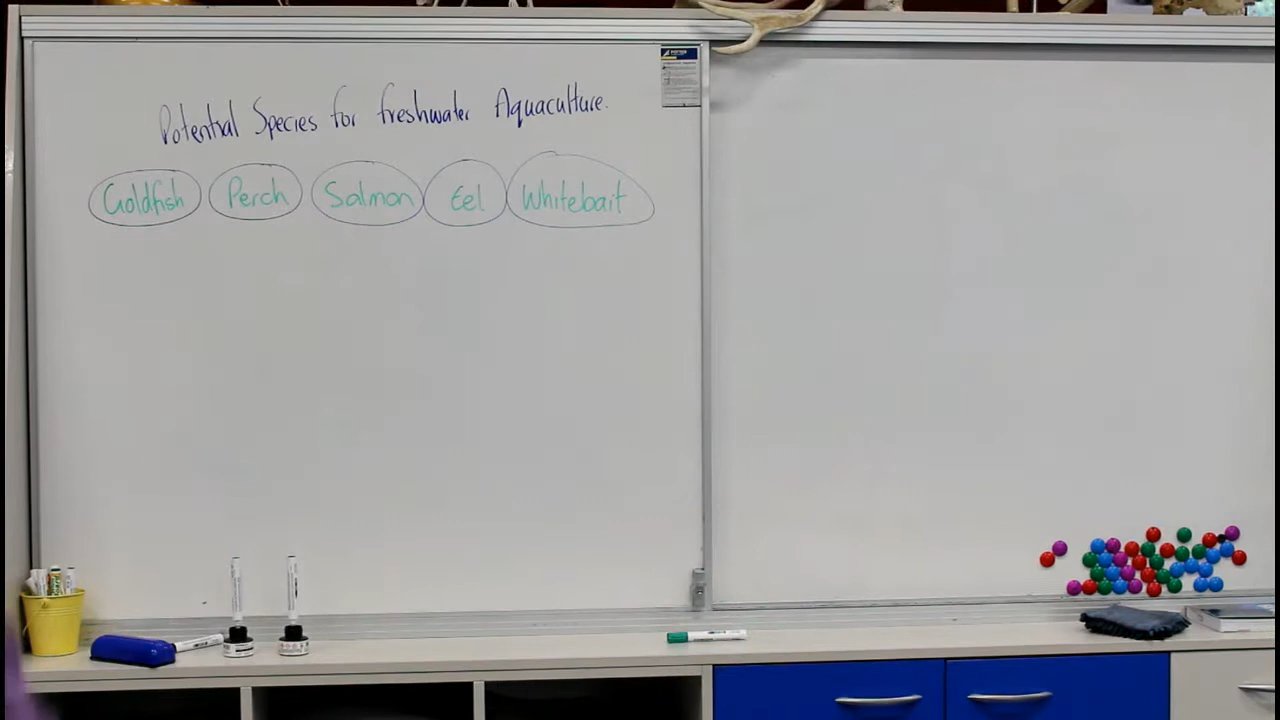 Potential Species for freshwater Aquaculture.
Goldfish Perch Salmon Eel Whitebait